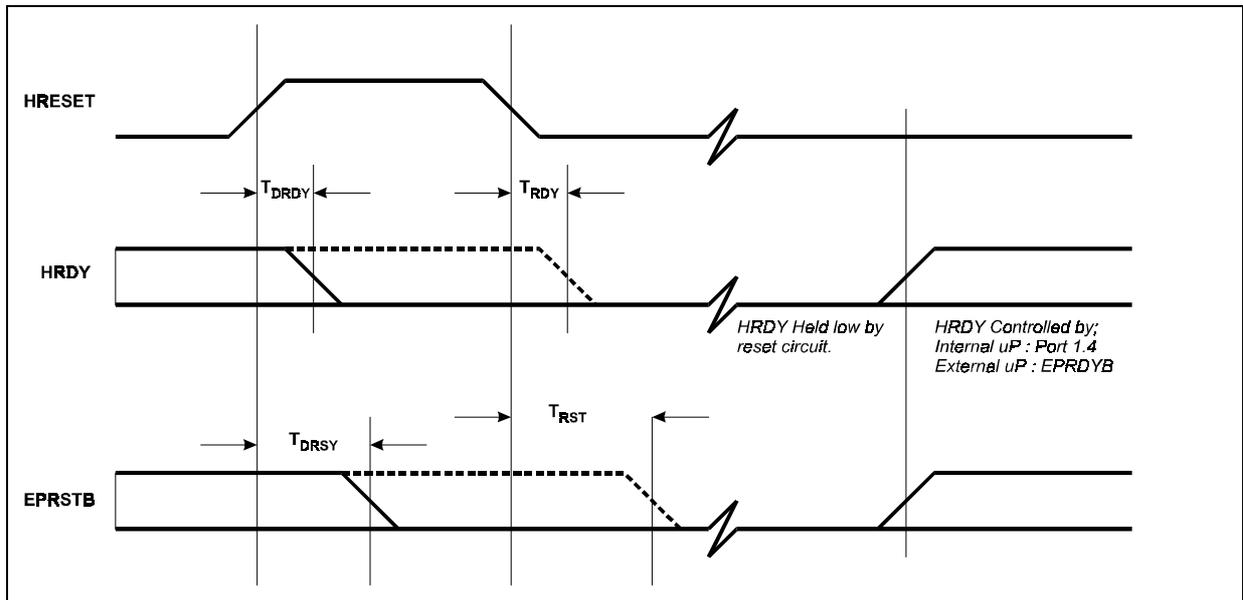 HRESET
TDRDY
TRDY
HRDY
HRDY Held low by
reset circuit.
HRDY Controlled by;
Internal uP : Port 1.4
External uP : EPRDYB
TRST
TDRSY
EPRSTB